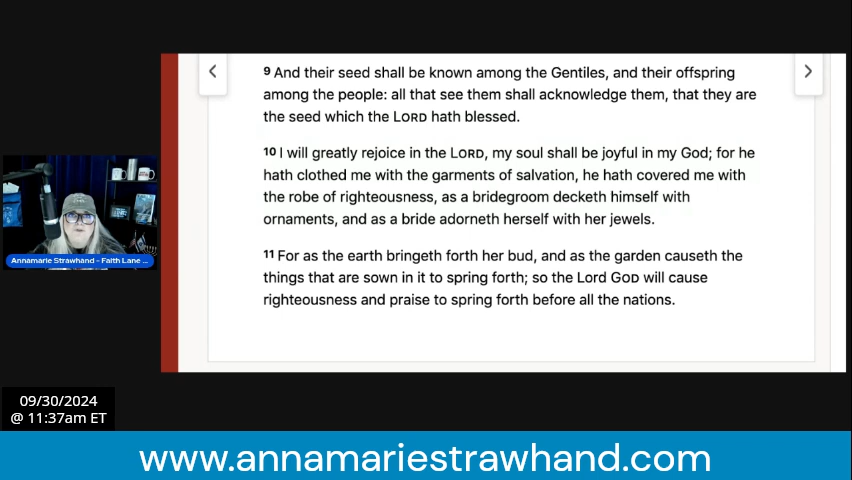 9 And their seed shall be known among the Gentiles, and their offspring
among the people: all that see them shall acknowledge them, that they are
the seed which the LORD hath blessed.
10 I will greatly rejoice in the LORD, my soul shall be joyful in my God; for he
hath clothed me with the garments of salvation, he hath covered me with
the robe of righteousness, as a bridegroom decketh himself with
ornaments, and as a bride adorneth herself with her jewels.
11 For as the earth bringeth forth her bud, and as the garden causeth the
things that are sown in it to spring forth; so the Lord GOD will cause
righteousness and praise to spring forth before all the nations.
Annamarie Strawhand - Faith Lane ...
09/30/2024
@ 11:37am ET
www.annamariestrawhand.com